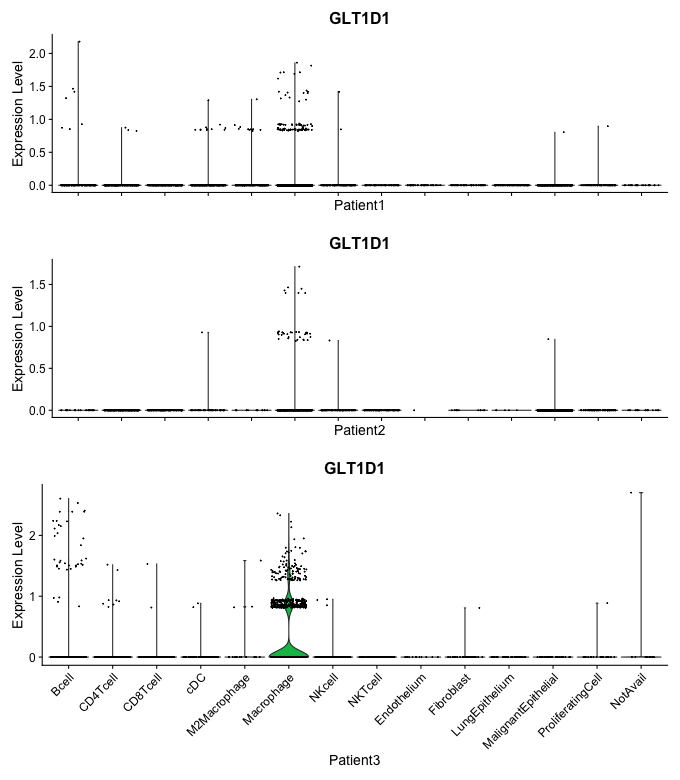 GLT1D1
Expression Level
2.0
1.5
1.0
0.5
0.0
Patient1
GLT1D1
Expression Level
1.5
1.0
0.5
0.0
Patient2
GLT1D1
Expression Level
2
1
0
Bcell
CD4Tcell
CD8Tcell
cDC
M2Macrophage
Macrophage
NKcell
NKTcell
Endothelium
Fibroblast
LungEpithelium
MalignantEpithelial
ProliferatingCell
NotAvail
Patient3